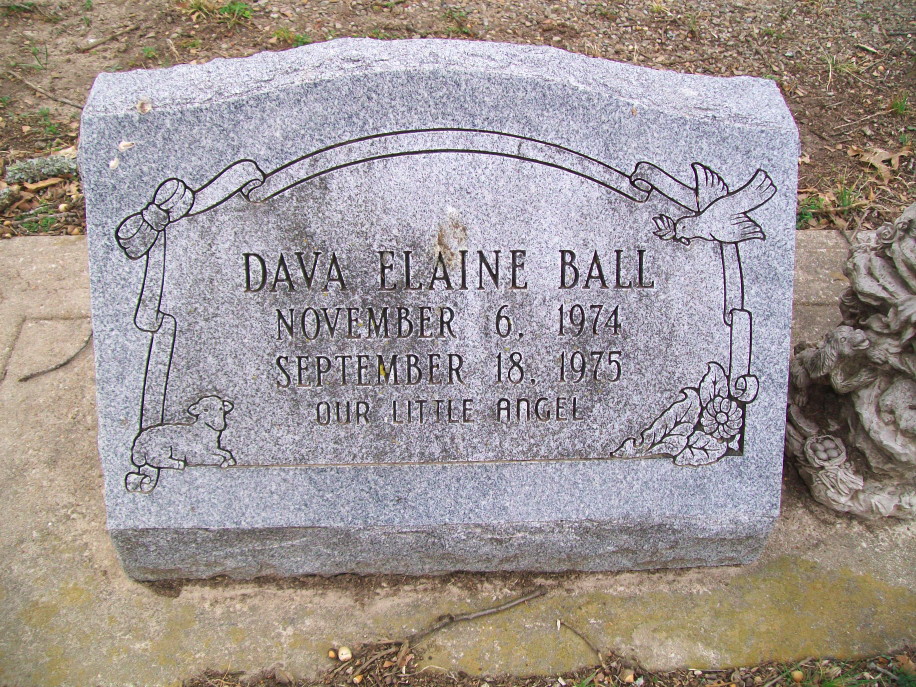 DAVA ELAINE BALL
NOVEMBER 6, 1974
SEPTEMBER 18, 1975
OUR LITTLE ANGEL